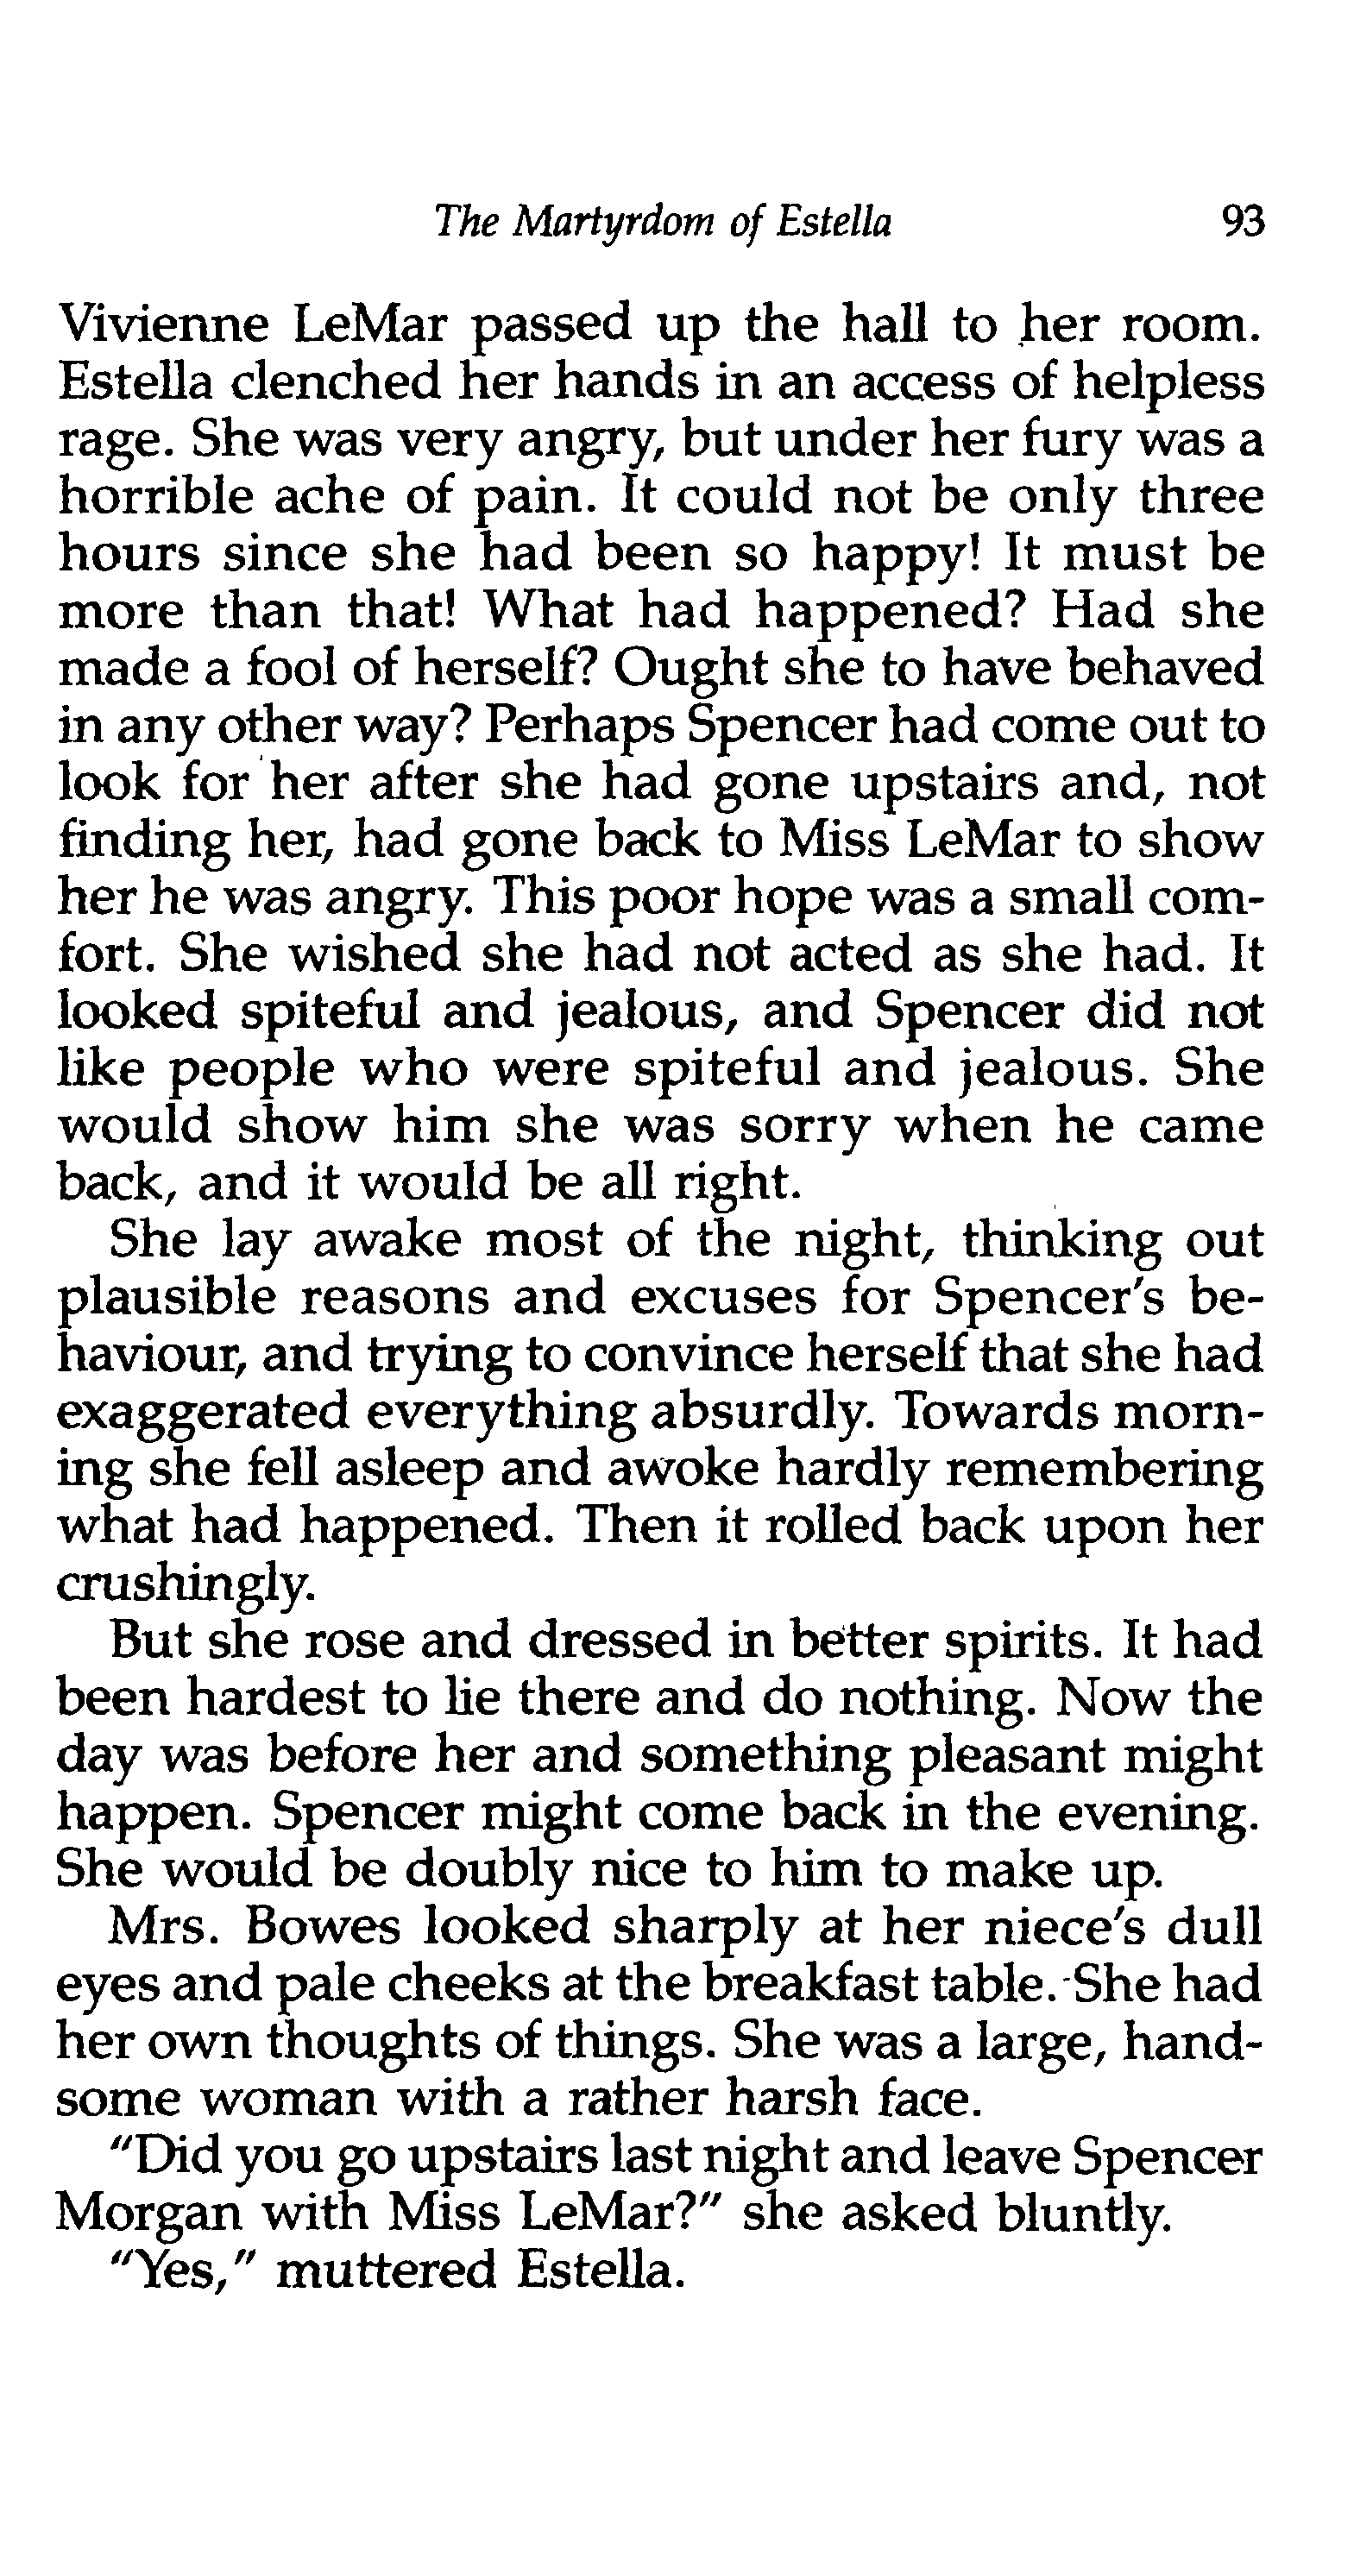 The Martyrdom of Estella 93
Vivienne LeMar passed up the hall to her room.
Estella clenched her hands in an access of helpless
rage. She was very angry, but under her fury was a
horrible ache of pain. It could not be only three
hours since she had been so happy! It must be
more than that! What had happened? Had she
made a fool of herself? Ought she to have behaved
in any other way? Perhaps Spencer had come out to
look for her after she had gone upstairs and, not
finding her, had gone back to Miss LeMar to show
her he was angry. This poor hope was a small com-
fort. She wished she had not acted as she had. It
looked spiteful and jealous, and Spencer did not
like people who were spiteful and jealous. She
would show him she was sorry when he came
back, and it would be all right.
She lay awake most of the night, thinking out
plausible reasons and excuses for Spencer's be-
haviour, and trying to convince herself that she had
exaggerated everything absurdly. Towards morn-
ing she fell asleep and awoke hardly remembering
what had happened. Then it rolled back upon her
crushingly.
But she rose and dressed in better spirits. It had
been hardest to lie there and do nothing. Now the
day was before her and something pleasant might
happen. Spencer might come back in the evening.
She would be doubly nice to him to make up.
Mrs. Bowes looked sharply at her niece's dull
eyes and pale cheeks at the breakfast table. She had
her own thoughts of things. She was a large, hand-
some woman with a rather harsh face.
"Did you go upstairs last night and leave Spencer
Morgan with Miss LeMar?" she asked bluntly.
"Yes," muttered Estella.